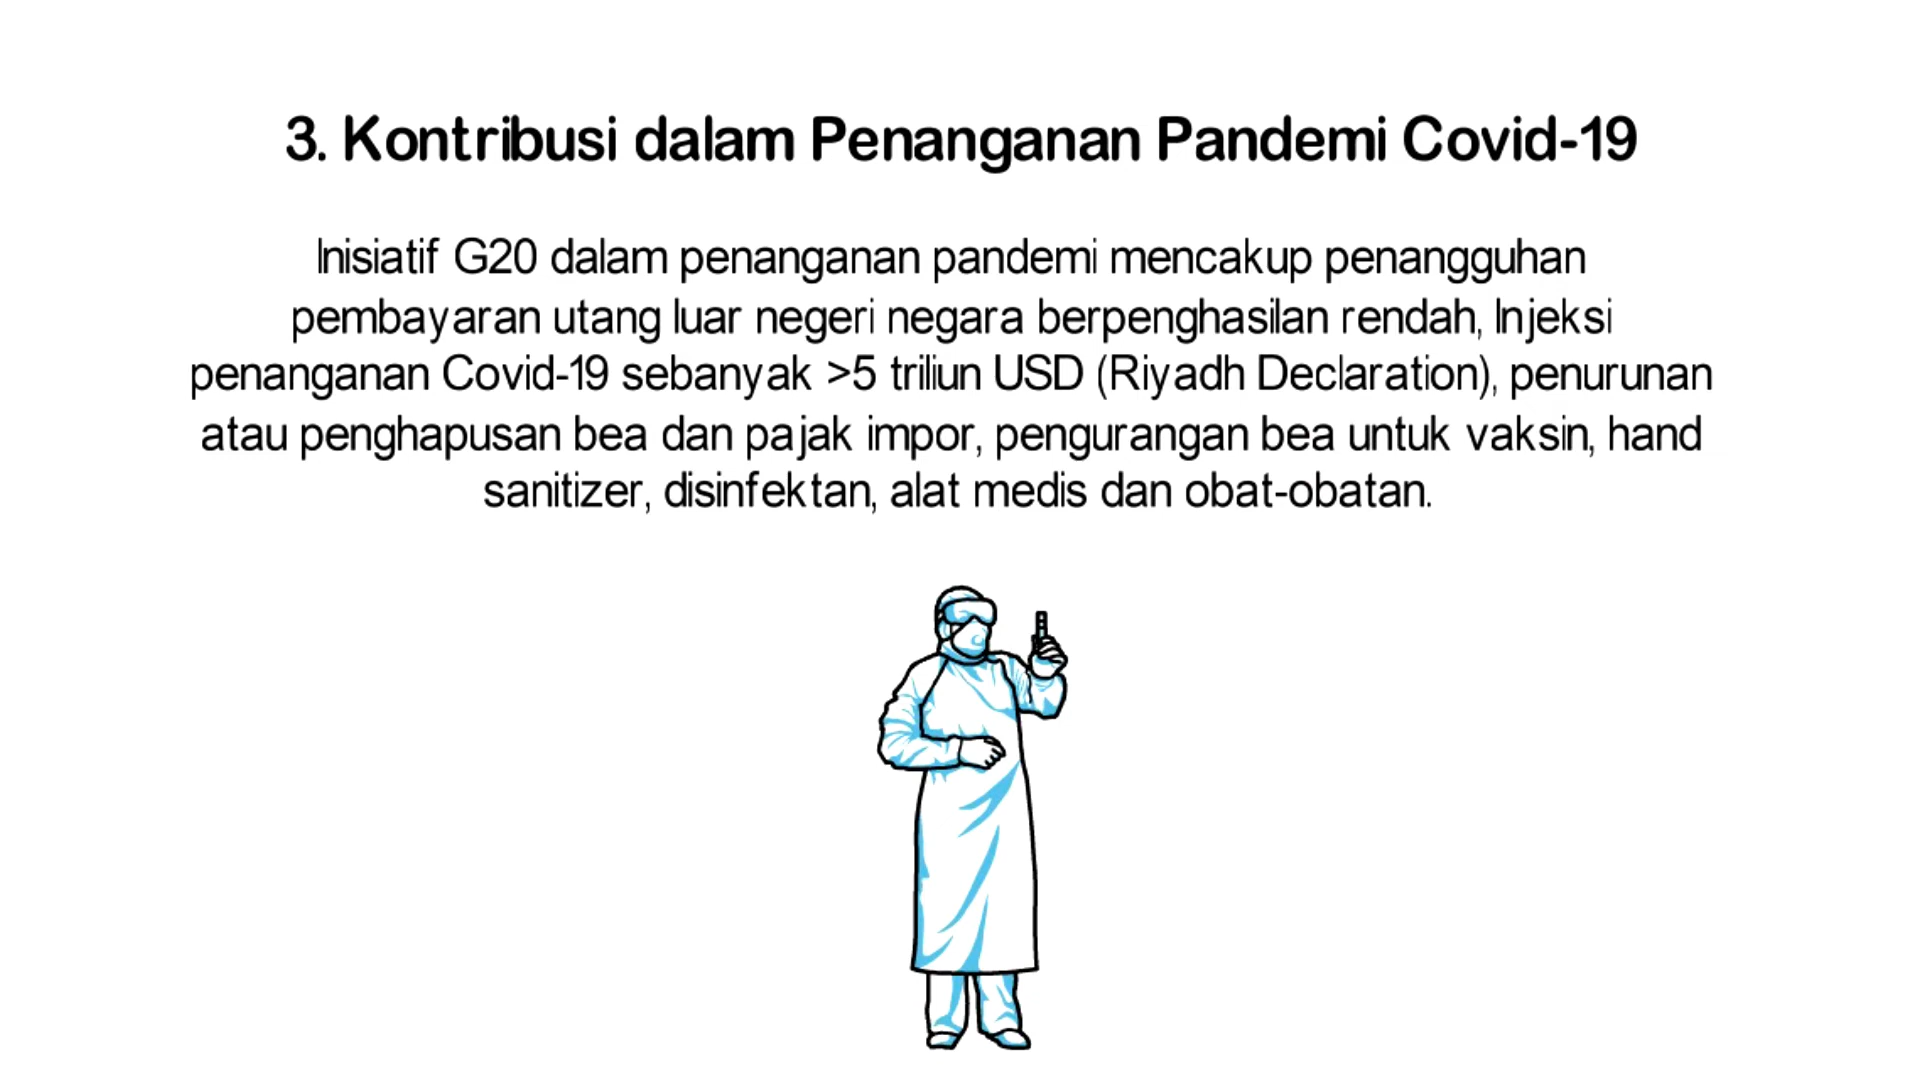 3. Kontribusi dalam Penanganan Pandemi Covid-19
Inisiatif G20 dalam penanganan pandemi mencakup penangguhan
pembayaran utang luar negeri negara berpenghasilan rendah, Injeksi
penanganan Covid-19 sebanyak >5 triliun USD (Riyadh Declaration), penurunan
atau penghapusan bea dan pajak impor, pengurangan bea untuk vaksin, hand
sanitizer, disinfektan, alat medis dan obat-obatan.